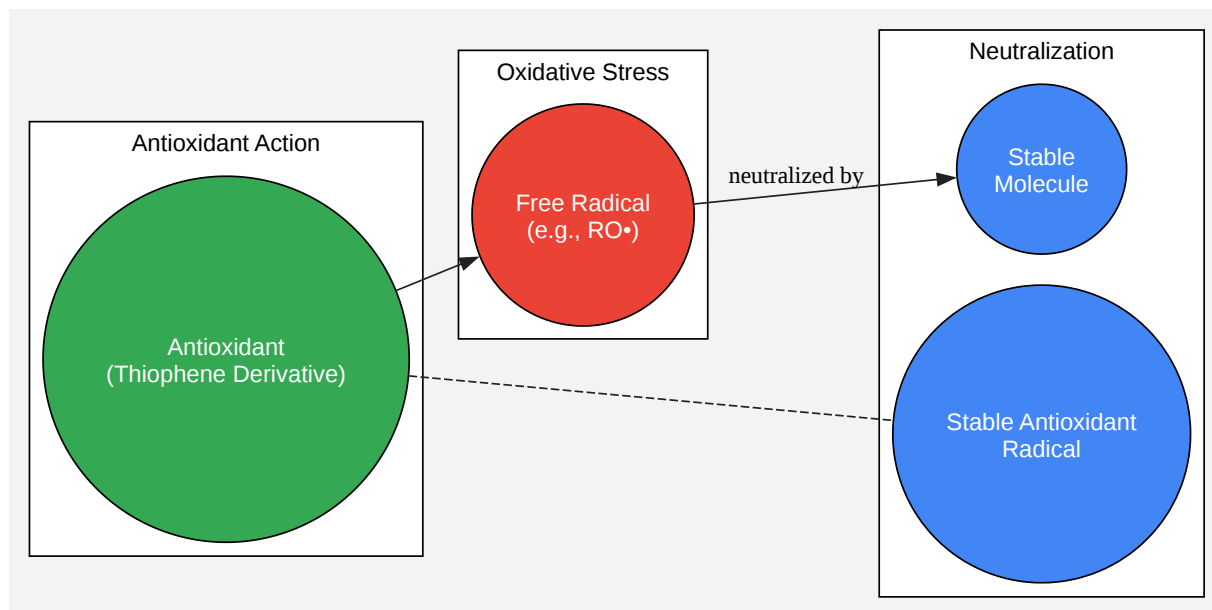 Antioxidant Action
Antioxidant
(Thiophene Derivative)
Oxidative Stress
Free Radical
(e.g., RO•)
neutralized by
Neutralization
Stable
Molecule
Stable Antioxidant
Radical